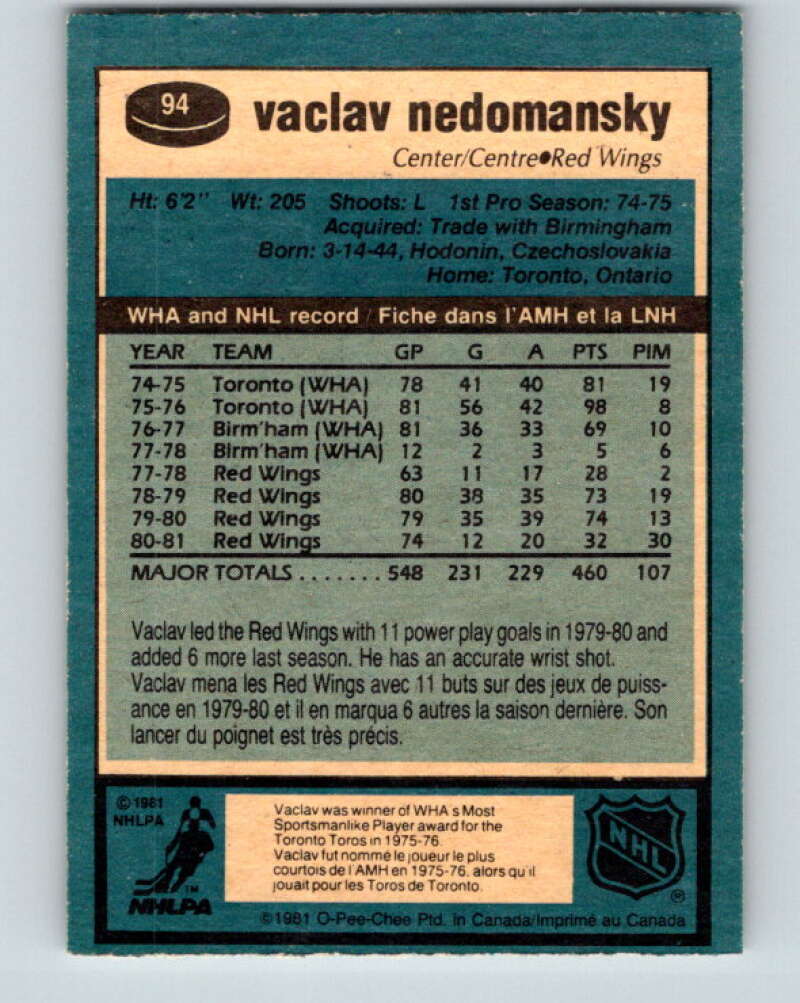 94
vaclav nedomansky
Center/Centre●Red Wings
Ht: 6'2" Wt: 205 Shoots: L 1st Pro Season: 74-75
Acquired: Trade with Birmingham
Born: 3-14-44, Hodonin, Czechoslovakia
Home: Toronto, Ontario
WHA and NHL record / Fiche dans l'AMH et la LNH
YEAR TEAM GP G A PTS PIM
74-75 Toronto (WHA) 78 41 40 81 19
75-76 Toronto (WHA) 81 56 42 98 8
76-77 Birm'ham (WHA) 81 36 33 69 10
77-78 Birm'ham (WHA) 12 2 3 5 6
77-78 Red Wings 63 11 17 28 2
78-79 Red Wings 80 38 35 73 19
79-80 Red Wings 79 35 39 74 13
80-81 Red Wings 74 12 20 32 30
MAJOR TOTALS ....... 548 231 229 460 107
Vaclav led the Red Wings with 11 power play goals in 1979-80 and
added 6 more last season. He has an accurate wrist shot.
Vaclav mena les Red Wings avec 11 buts sur des jeux de puiss-
ance en 1979-80 et il en marqua 6 autres la saison dernière. Son
lancer du poignet est très précis.
© 1981
NHLPA
TM
NHLPA
Vaclav was winner of WHA's Most
Sportsmanlike Player award for the
Toronto Toros in 1975-76.
Vaclav fut nommé le joueur le plus
courtois de l'AMH en 1975-76. alors qu'il
jouait pour les Toros de Toronto.
NHL
®
©1981 O-Pee-Chee Ptd. in Canada/Imprimé au Canada